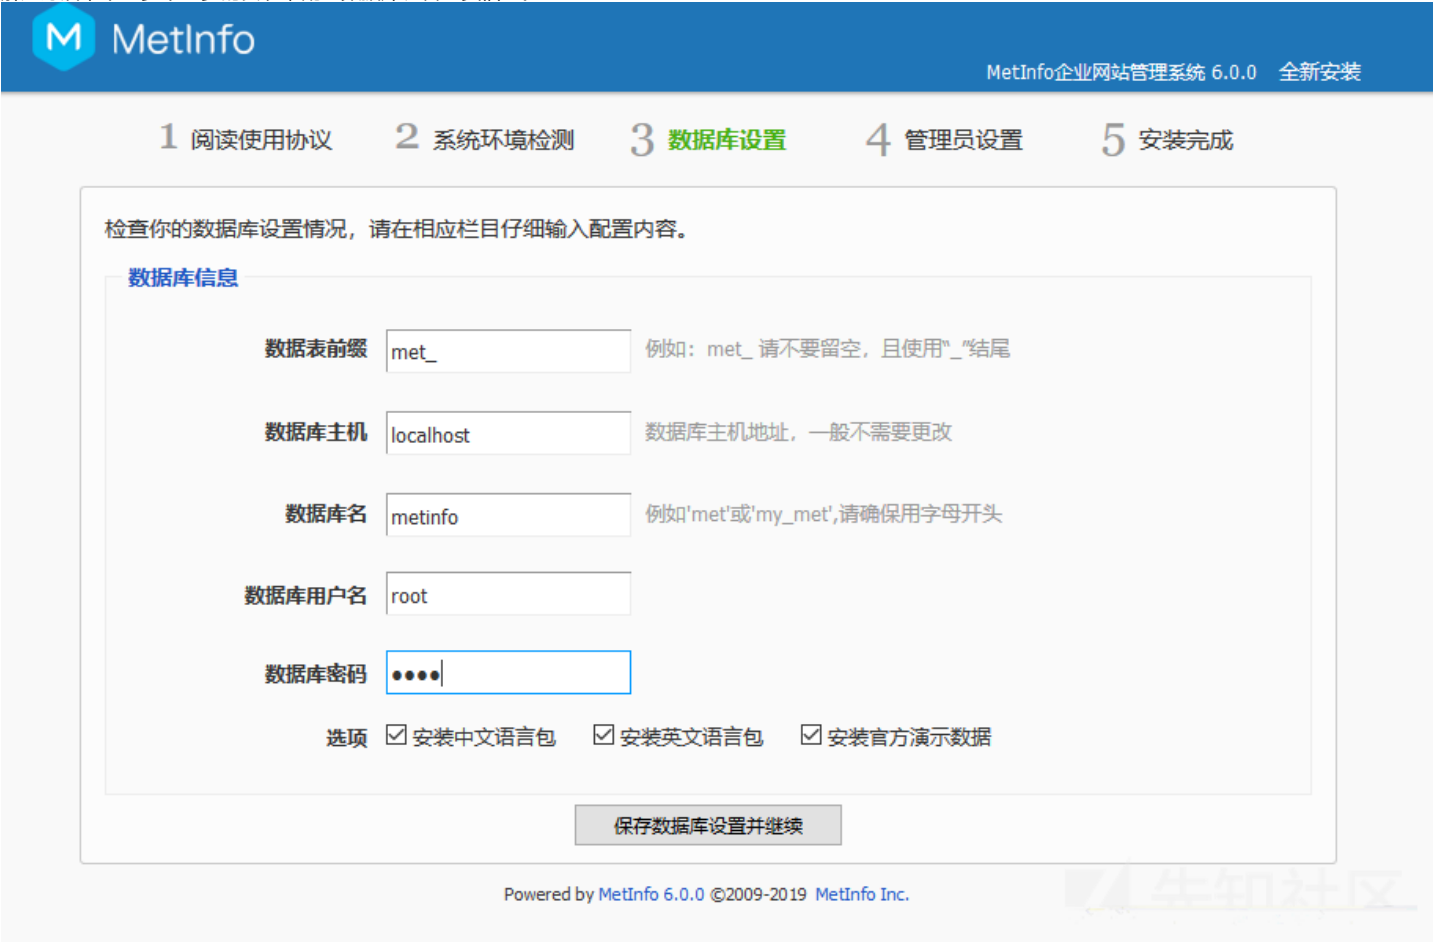 MetInfo
MetInfo企业网站管理系统 6.0.0 全新安装
1 阅读使用协议 2 系统环境检测 3 数据库设置 4 管理员设置 5 安装完成
检查你的数据库设置情况，请在相应栏目仔细输入配置内容。
数据库信息
数据表前缀 met_ 例如：met_ 请不要留空，且使用“_”结尾
数据库主机 localhost 数据库主机地址，一般不需要更改
数据库名 metinfo 例如'met'或'my_met',请确保用字母开头
数据库用户名 root
数据库密码 ••••
选项 安装中文语言包 安装英文语言包 安装官方演示数据
保存数据库设置并继续
Powered by MetInfo 6.0.0 ©2009-2019 MetInfo Inc.
先知社区